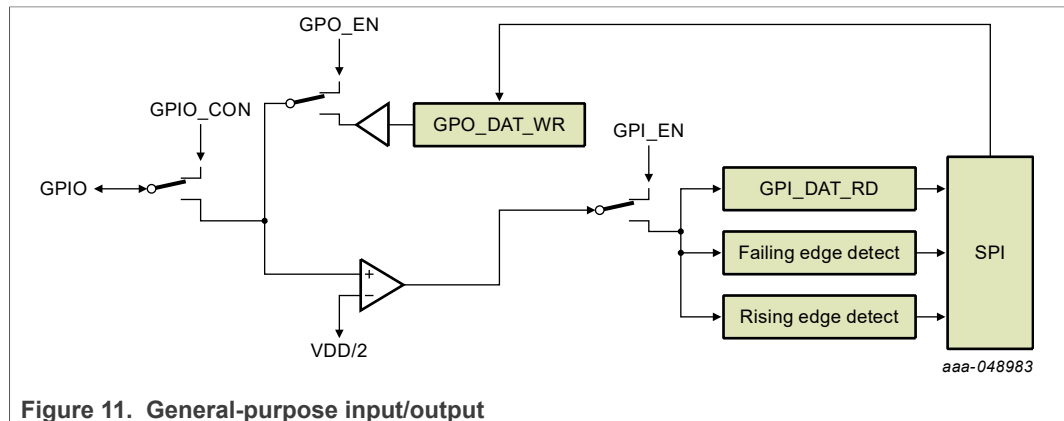 GPO_EN
GPIO_CON
GPO_DAT_WR
GPI_EN
GPIO
GPI_DAT_RD
Failing edge detect
SPI
+
−
Rising edge detect
VDD/2
aaa-048983
Figure 11. General-purpose input/output